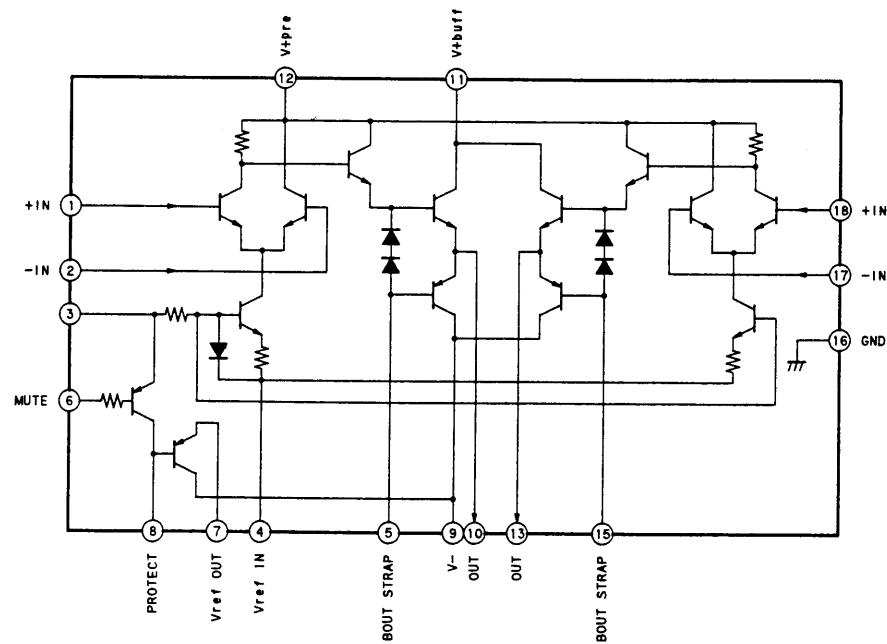 V+pre
V+buff
12
11
+IN 1
18 +IN
-IN 2
17 -IN
3
16 GND
MUTE 6
8
7
4
5
9
10
13
15
PROTECT
Vref OUT
Vref IN
BOUT STRAP
V-
OUT
OUT
BOUT STRAP